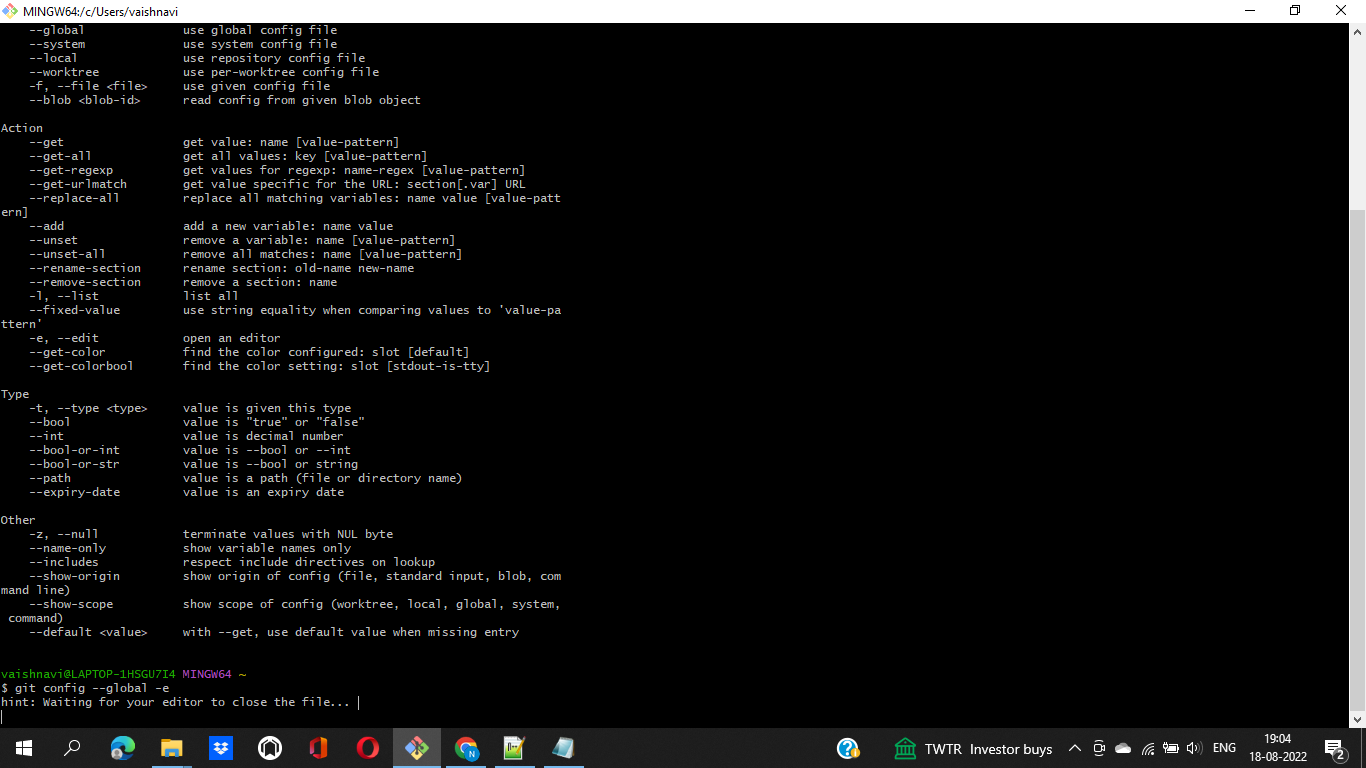 MINGW64:/c/Users/vaishnavi
    --global              use global config file
    --system              use system config file
    --local               use repository config file
    --worktree            use per-worktree config file
    -f, --file <file>     use given config file
    --blob <blob-id>      read config from given blob object

Action
    --get                 get value: name [value-pattern]
    --get-all             get all values: key [value-pattern]
    --get-regexp          get values for regexp: name-regex [value-pattern]
    --get-urlmatch        get value specific for the URL: section[.var] URL
    --replace-all         replace all matching variables: name value [value-patt
ern]
    --add                 add a new variable: name value
    --unset               remove a variable: name [value-pattern]
    --unset-all           remove all matches: name [value-pattern]
    --rename-section      rename section: old-name new-name
    --remove-section      remove a section: name
    -l, --list            list all
    --fixed-value         use string equality when comparing values to 'value-pa
ttern'
    -e, --edit            open an editor
    --get-color           find the color configured: slot [default]
    --get-colorbool       find the color setting: slot [stdout-is-tty]

Type
    -t, --type <type>     value is given this type
    --bool                value is "true" or "false"
    --int                 value is decimal number
    --bool-or-int         value is --bool or --int
    --bool-or-str         value is --bool or string
    --path                value is a path (file or directory name)
    --expiry-date         value is an expiry date

Other
    -z, --null            terminate values with NUL byte
    --name-only           show variable names only
    --includes            respect include directives on lookup
    --show-origin         show origin of config (file, standard input, blob, com
mand line)
    --show-scope          show scope of config (worktree, local, global, system,
 command)
    --default <value>     with --get, use default value when missing entry

vaishnavi@LAPTOP-1HSGU7I4 MINGW64 ~
$ git config --global -e
hint: Waiting for your editor to close the file...
TWTR Investor buys
ENG
19:04
18-08-2022
2